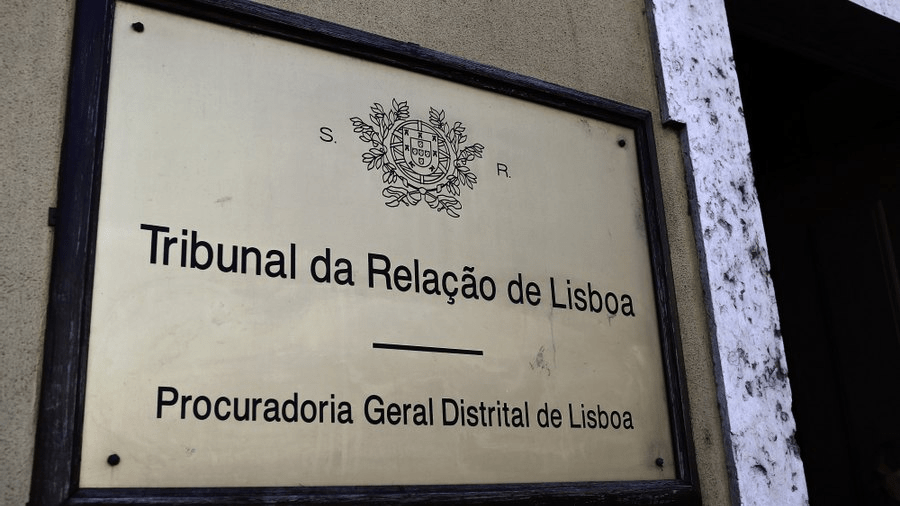 S. R.
Tribunal da Relação de Lisboa
Procuradoria Geral Distrital de Lisboa